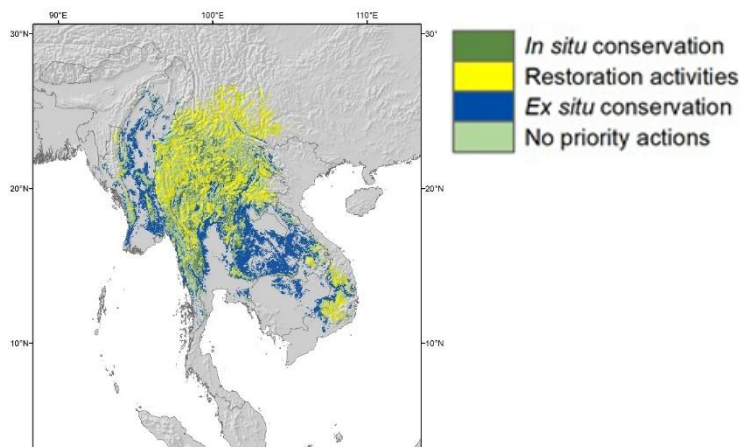 90°E 100°E 110°E
30°N 30°
In situ conservation
Restoration activities
Ex situ conservation
No priority actions
20°N 20°N
10°N 10°N